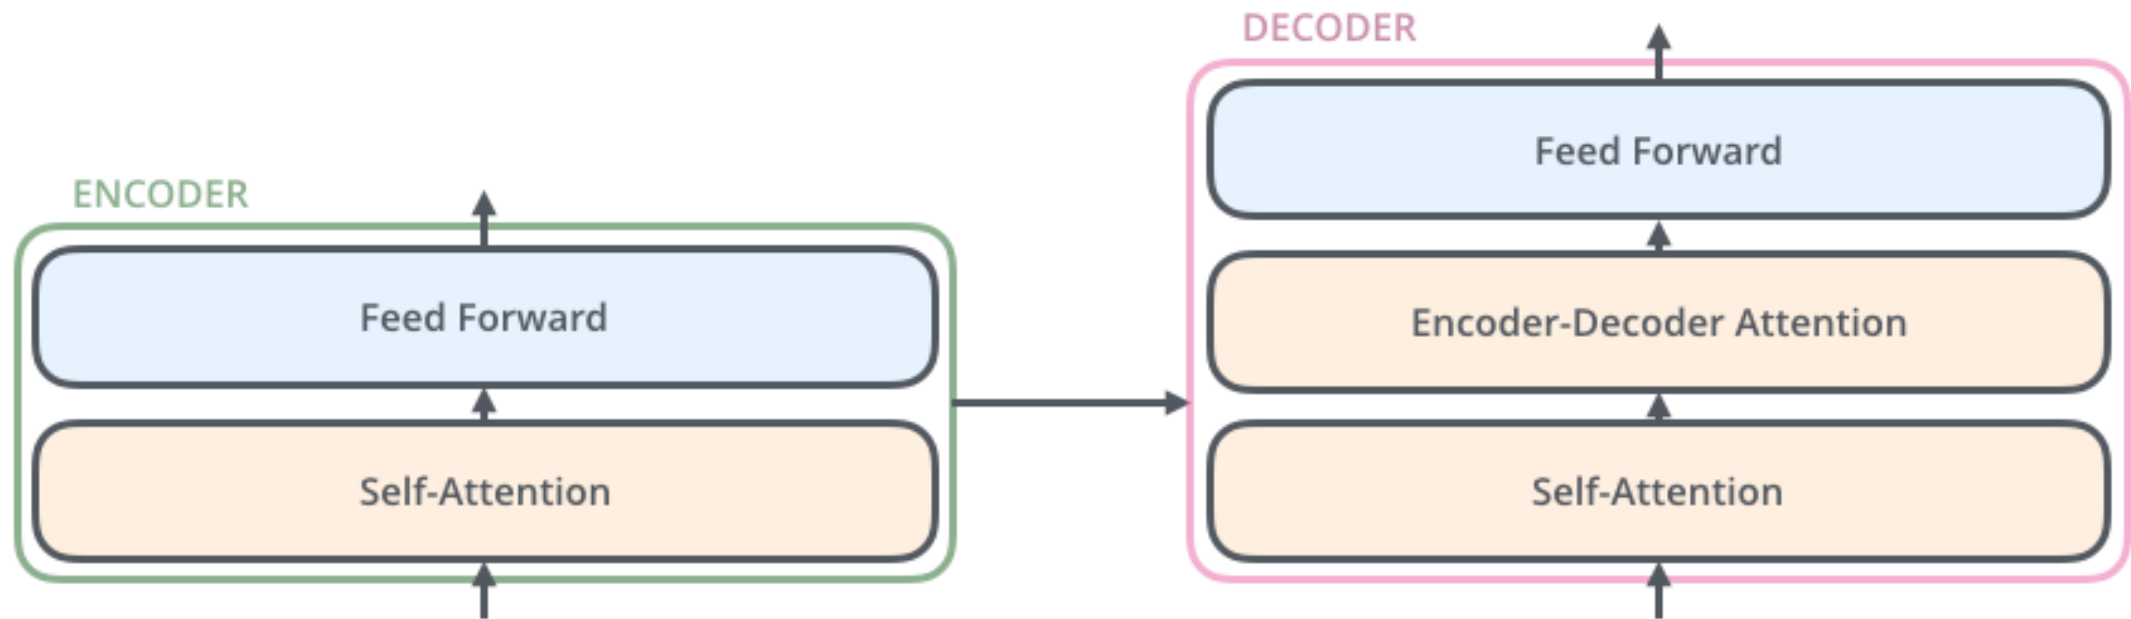 ENCODER
Feed Forward
Self-Attention
DECODER
Feed Forward
Encoder-Decoder Attention
Self-Attention